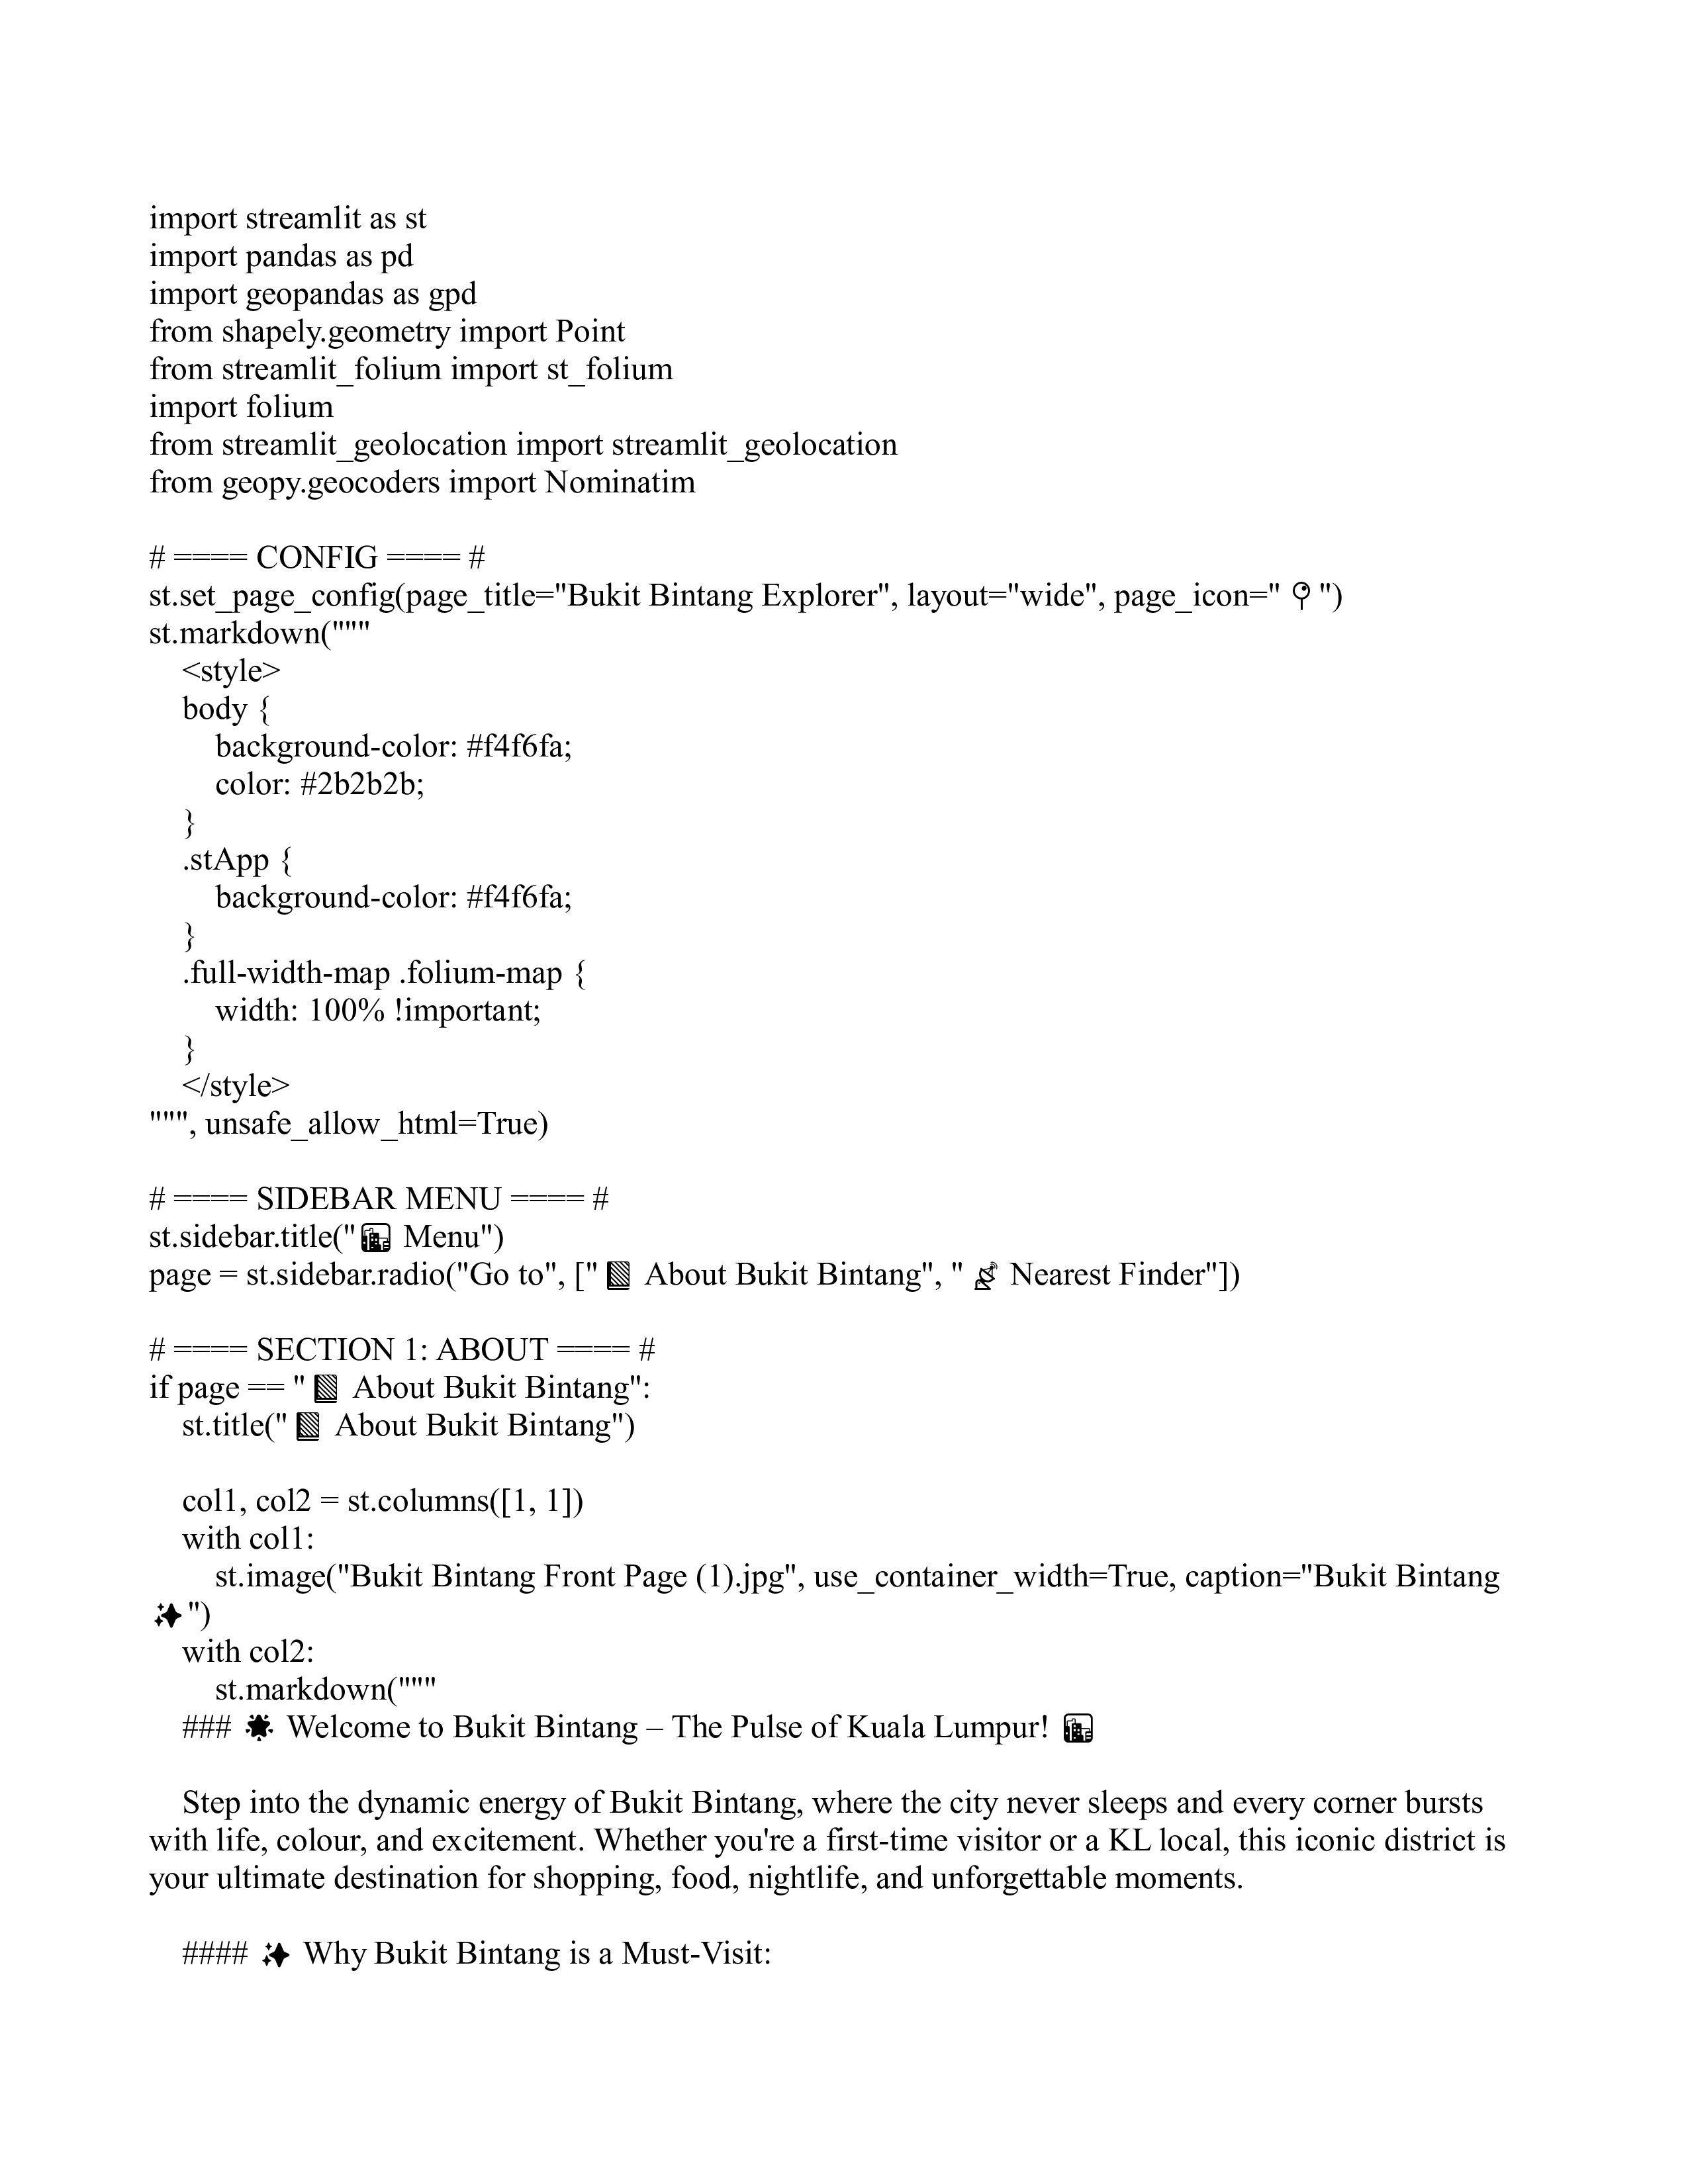 import streamlit as st
import pandas as pd
import geopandas as gpd
from shapely.geometry import Point
from streamlit_folium import st_folium
import folium
from streamlit_geolocation import streamlit_geolocation
from geopy.geocoders import Nominatim

# ==== CONFIG ==== #
st.set_page_config(page_title="Bukit Bintang Explorer", layout="wide", page_icon="📍")
st.markdown("""
    <style>
    body {
        background-color: #f4f6fa;
        color: #2b2b2b;
    }
    .stApp {
        background-color: #f4f6fa;
    }
    .full-width-map .folium-map {
        width: 100% !important;
    }
    </style>
""", unsafe_allow_html=True)

# ==== SIDEBAR MENU ==== #
st.sidebar.title("🏙 Menu")
page = st.sidebar.radio("Go to", ["📘 About Bukit Bintang", "📡 Nearest Finder"])

# ==== SECTION 1: ABOUT ==== #
if page == "📘 About Bukit Bintang":
    st.title("📘 About Bukit Bintang")

    col1, col2 = st.columns([1, 1])
    with col1:
        st.image("Bukit Bintang Front Page (1).jpg", use_container_width=True, caption="Bukit Bintang
✨")
    with col2:
        st.markdown("""
    ### 🌟 Welcome to Bukit Bintang – The Pulse of Kuala Lumpur! 🏙

    Step into the dynamic energy of Bukit Bintang, where the city never sleeps and every corner bursts
with life, colour, and excitement. Whether you're a first-time visitor or a KL local, this iconic district is
your ultimate destination for shopping, food, nightlife, and unforgettable moments.

    #### ✨ Why Bukit Bintang is a Must-Visit: